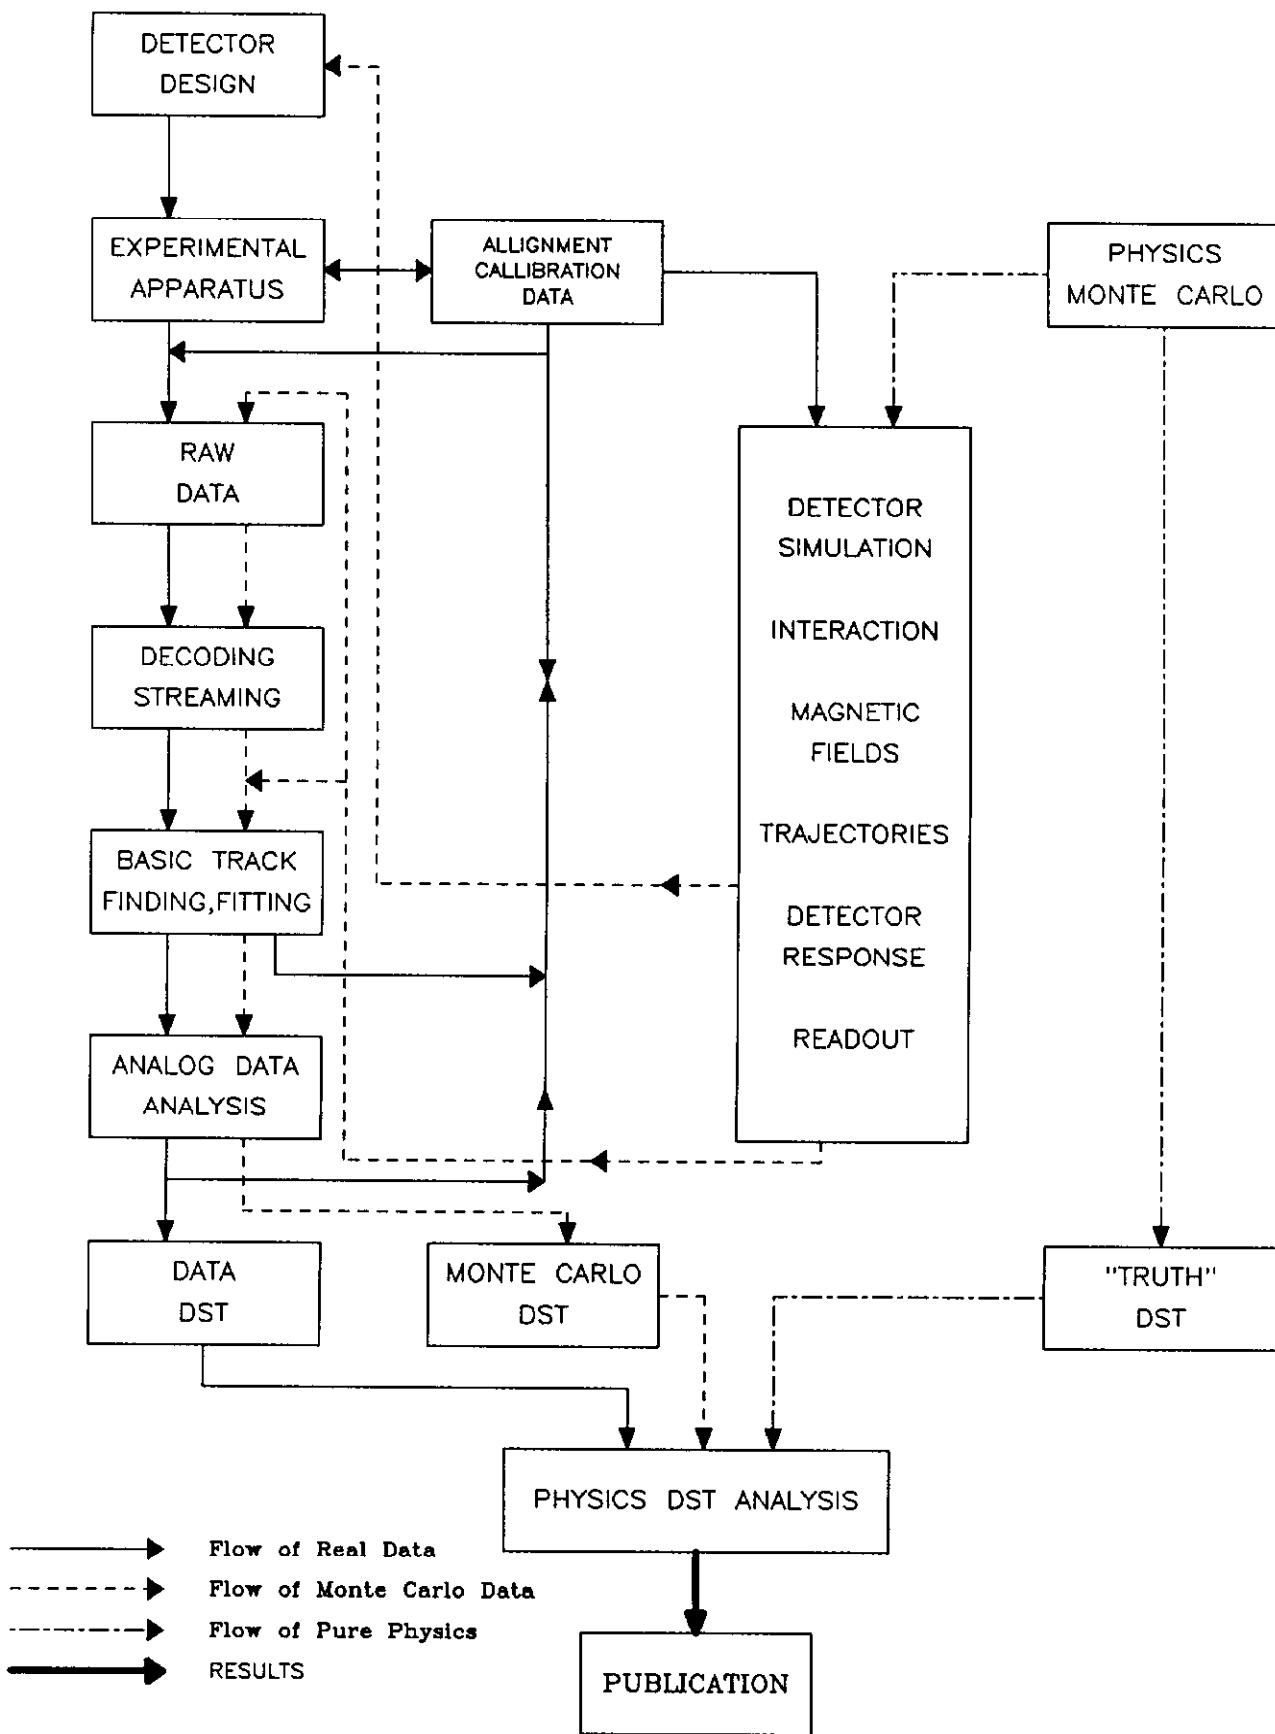 DETECTOR
DESIGN
EXPERIMENTAL
APPARATUS
ALLIGNMENT
CALLIBRATION
DATA
PHYSICS
MONTE CARLO
RAW
DATA
DETECTOR
SIMULATION
INTERACTION
MAGNETIC
FIELDS
TRAJECTORIES
DETECTOR
RESPONSE
READOUT
DECODING
STREAMING
BASIC TRACK
FINDING,FITTING
ANALOG DATA
ANALYSIS
DATA
DST
MONTE CARLO
DST
"TRUTH"
DST
PHYSICS DST ANALYSIS
Flow of Real Data
Flow of Monte Carlo Data
Flow of Pure Physics
RESULTS
PUBLICATION